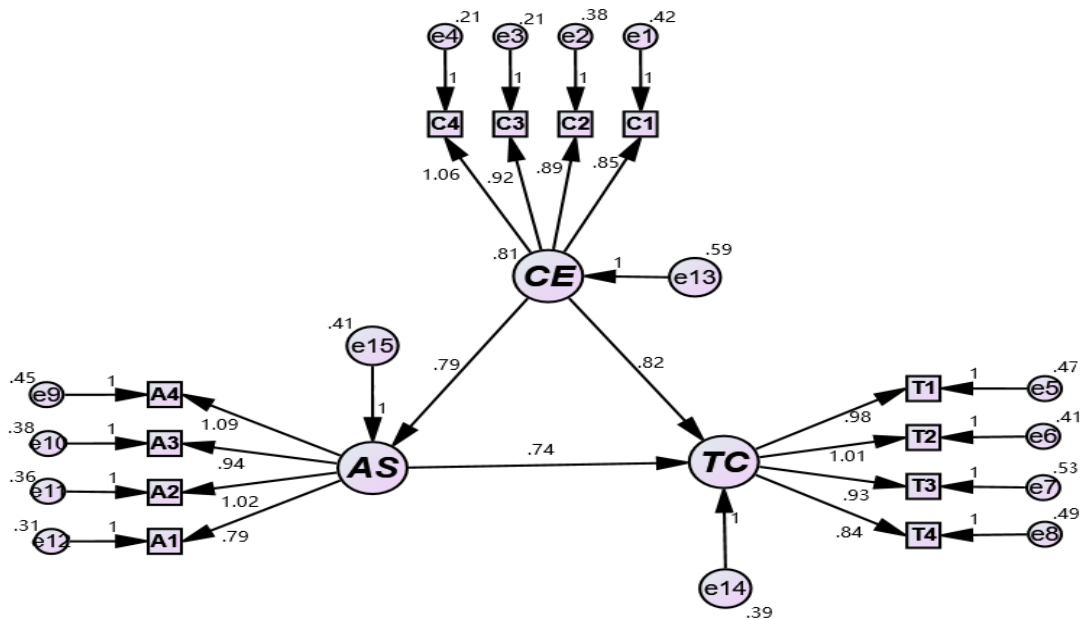 .21 .21 .38 .42
e4 e3 e2 e1
1 1 1 1
C4 C3 C2 C1
1.06 .92 .89 .85
.81 CE 1 e13 .59
.41 e15
.79 .82
1
.45 e9 1 A4
1.09
.38 e10 1 A3
.94
.36 e11 1 A2
1.02
.31 e12 1 A1
.79
AS .74 TC
.98 T1 1 e5 .47
1.01 T2 1 e6 .41
.93 T3 1 e7 .53
.84 T4 1 e8 .49
1
e14 .39